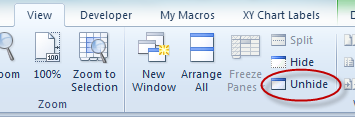 View Developer My Macros XY Chart Labels
100%
Zoom to
Selection
Zoom
New
Window
Arrange
All
Freeze
Panes
Split
Hide
Unhide